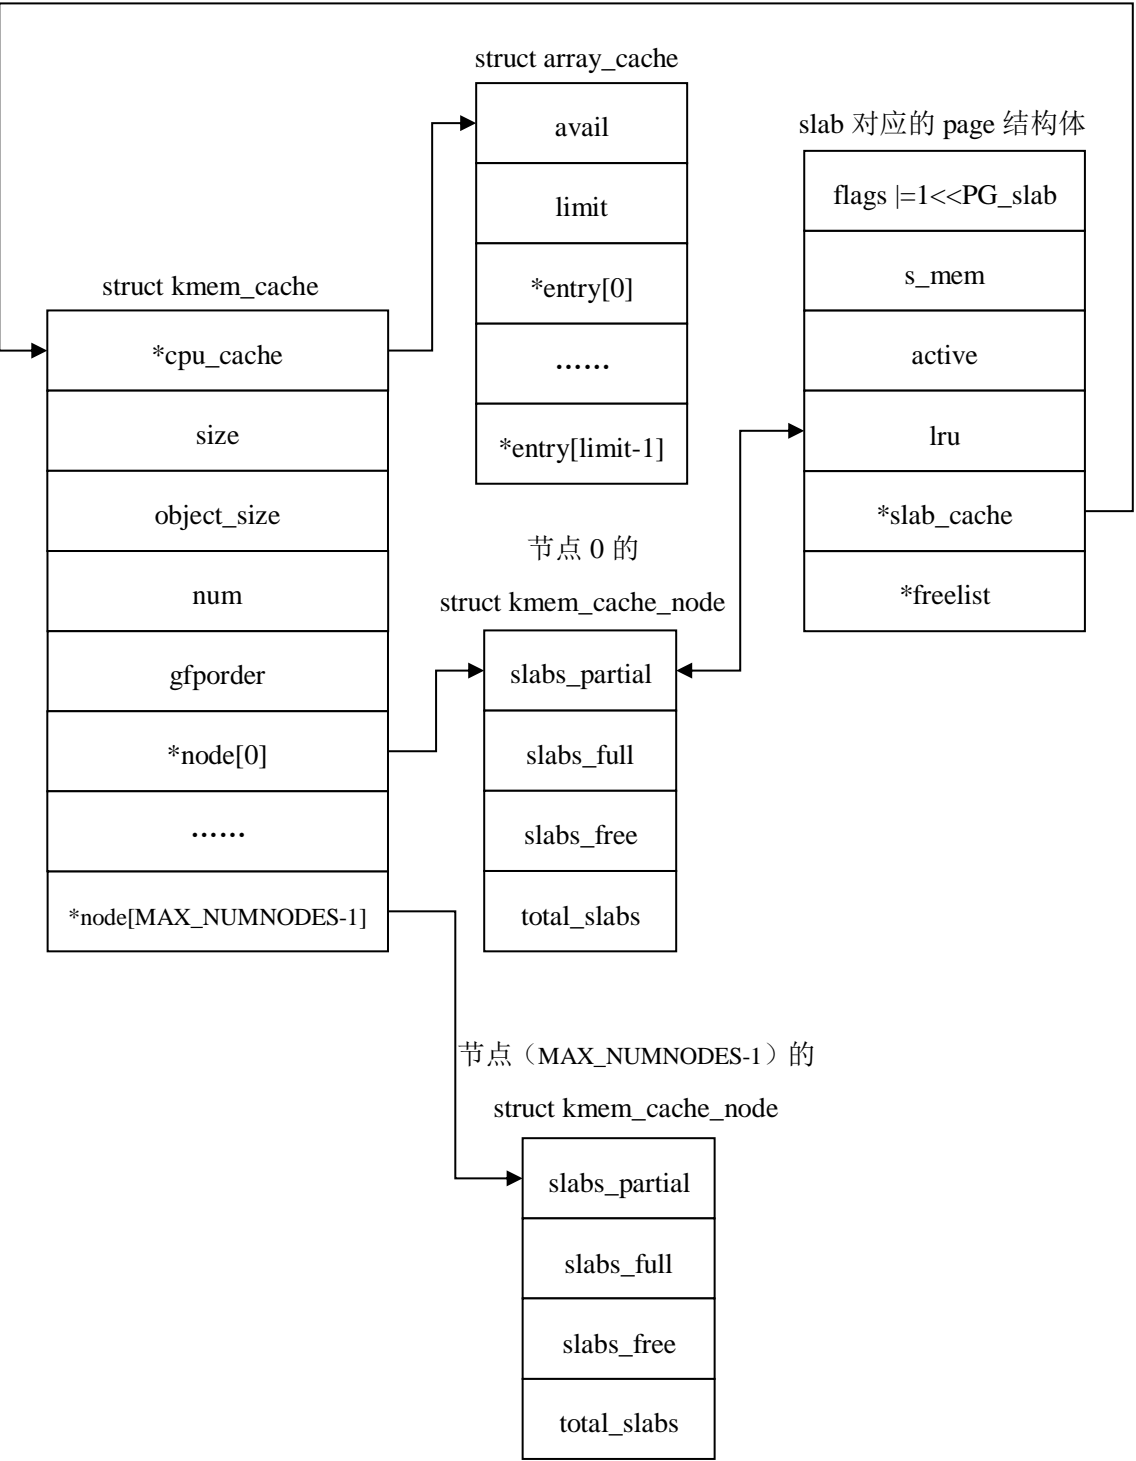 struct array_cache
avail
limit
*entry[0]
……
*entry[limit-1]
slab 对应的 page 结构体
flags |=1<<PG_slab
s_mem
active
lru
*slab_cache
*freelist
struct kmem_cache
*cpu_cache
size
object_size
num
gfporder
*node[0]
……
*node[MAX_NUMNODES-1]
节点 0 的
struct kmem_cache_node
slabs_partial
slabs_full
slabs_free
total_slabs
节点（MAX_NUMNODES-1）的
struct kmem_cache_node
slabs_partial
slabs_full
slabs_free
total_slabs